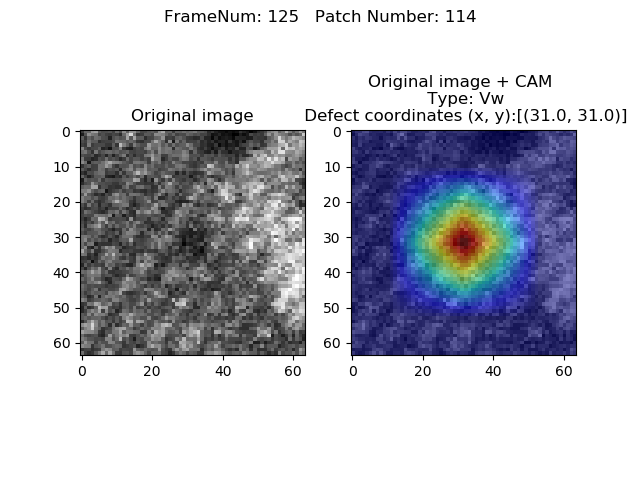 FrameNum: 125   Patch Number: 114
Original image
Original image + CAM
Type: Vw
Defect coordinates (x, y):[(31.0, 31.0)]
0
10
20
30
40
50
60
0 20 40 60
0
10
20
30
40
50
60
0 20 40 60